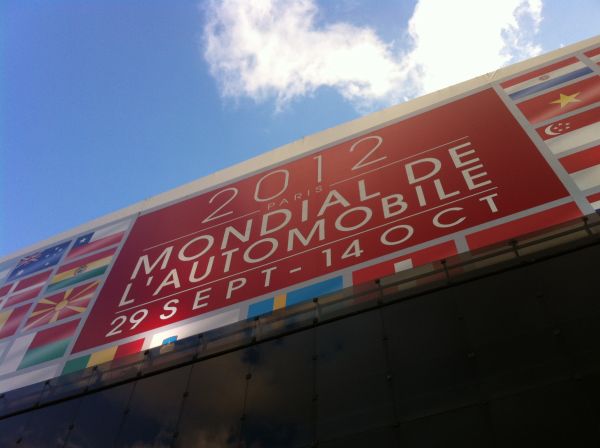 2012
PARIS
MONDIAL DE
L'AUTOMOBILE
29 SEPT - 14 OCT